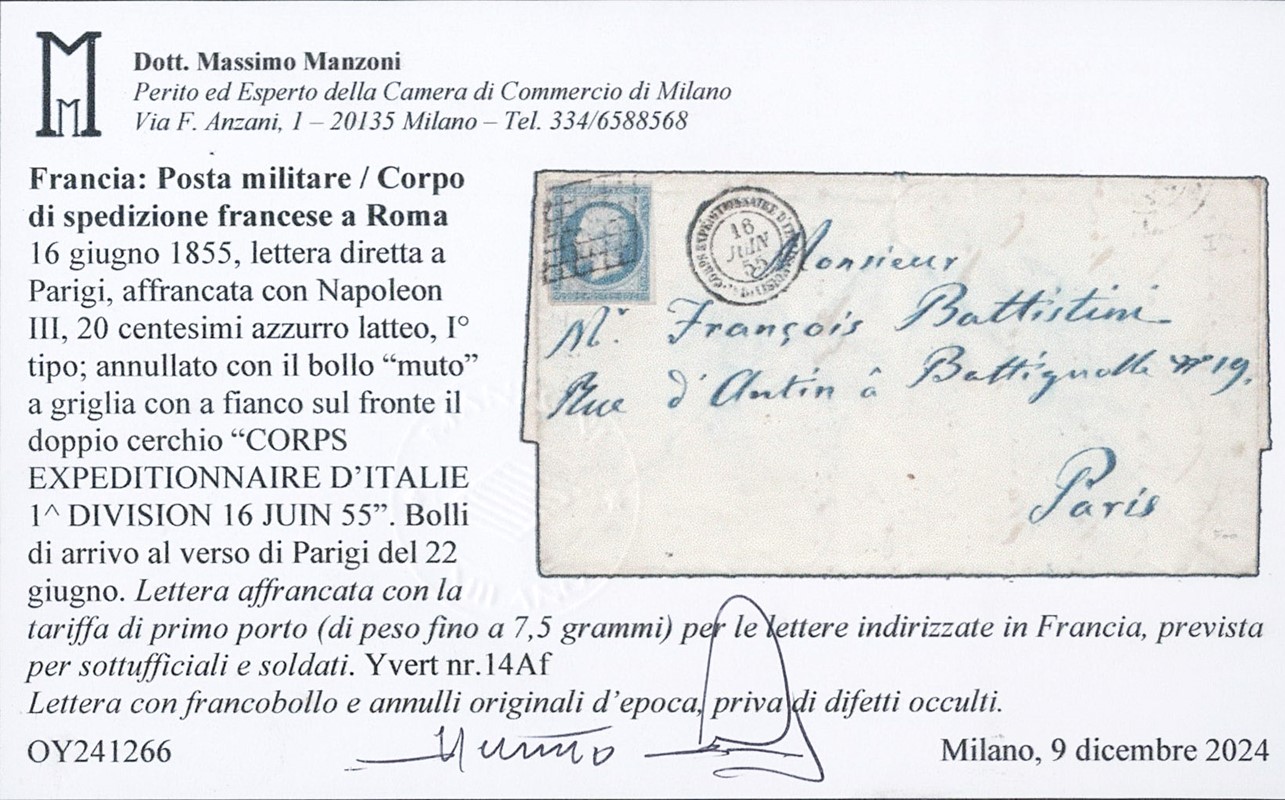 Dott. Massimo Manzoni
Perito ed Esperto della Camera di Commercio di Milano
Via F. Anzani, 1 – 20135 Milano – Tel. 334/6588568
Francia: Posta militare / Corpo
di spedizione francese a Roma
16 giugno 1855, lettera diretta a
Parigi, affrancata con Napoleon
III, 20 centesimi azzurro latteo, I°
tipo; annullato con il bollo “muto”
a griglia con a fianco sul fronte il
doppio cerchio “CORPS
EXPEDITIONNAIRE D’ITALIE
1^ DIVISION 16 JUIN 55”. Bolli
di arrivo al verso di Parigi del 22
giugno. Lettera affrancata con la
tariffa di primo porto (di peso fino a 7,5 grammi) per le lettere indirizzate in Francia, prevista
per sottufficiali e soldati. Yvert nr.14Af
Lettera con francobollo e annulli originali d’epoca, priva di difetti occulti.
OY241266
Milano, 9 dicembre 2024
CORPS EXPEDITIONNAIRE D'ITALIE
16
JUIN
55
Monsieur
Mr. François Battistini
Rue d'Antin â Battignolle No 19.
Paris